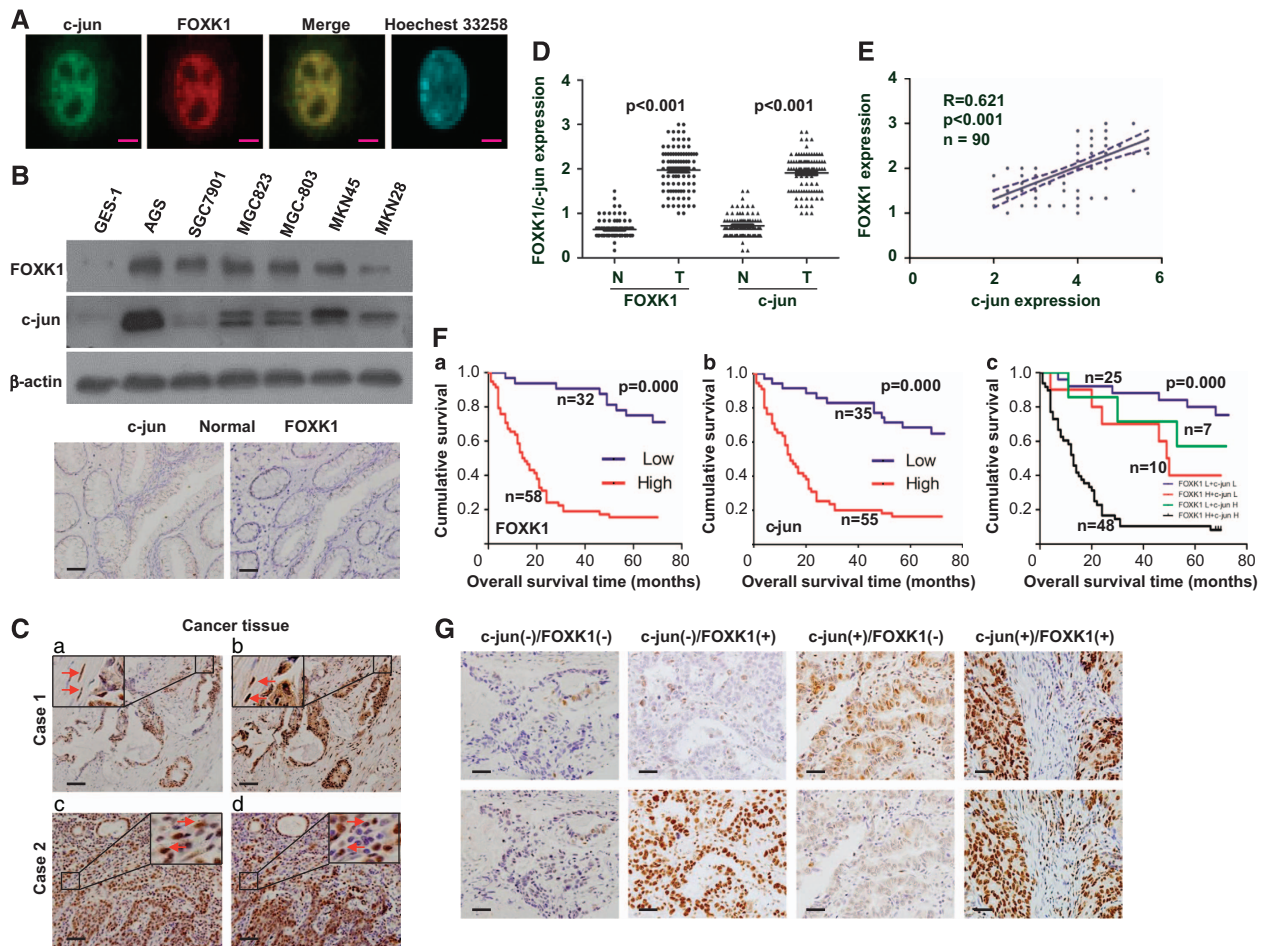 A
c-jun
FOXK1
Merge
Hoechest 33258
B
GES-1
AGS
SGC7901
MGC823
MGC-803
MKN45
MKN28
FOXK1
c-jun
β-actin
c-jun Normal FOXK1
C
Cancer tissue
a
b
Case 1
c
d
Case 2
D
FOXK1/c-jun expression
4
3
2
1
0
p<0.001
p<0.001
N T N T
FOXK1 c-jun
E
FOXK1 expression
4
3
2
1
0
R=0.621
p<0.001
n = 90
0 2 4 6
c-jun expression
F
a
Cumulative survival
1.0
0.8
0.6
0.4
0.2
p=0.000
n=32
Low
High
n=58
FOXK1
0 20 40 60 80
Overall survival time (months)
b
Cumulative survival
1.0
0.8
0.6
0.4
0.2
p=0.000
n=35
Low
High
n=55
c-jun
0 20 40 60 80
Overall survival time (months)
c
Cumulative survival
1.0
0.8
0.6
0.4
0.2
n=25
p=0.000
n=7
n=10
FOXK1 L+c-jun L
FOXK1 H+c-jun L
FOXK1 L+c-jun H
FOXK1 H+c-jun H
n=48
0 20 40 60 80
Overall survival time (months)
G
c-jun(-)/FOXK1(-)
c-jun(-)/FOXK1(+)
c-jun(+)/FOXK1(-)
c-jun(+)/FOXK1(+)